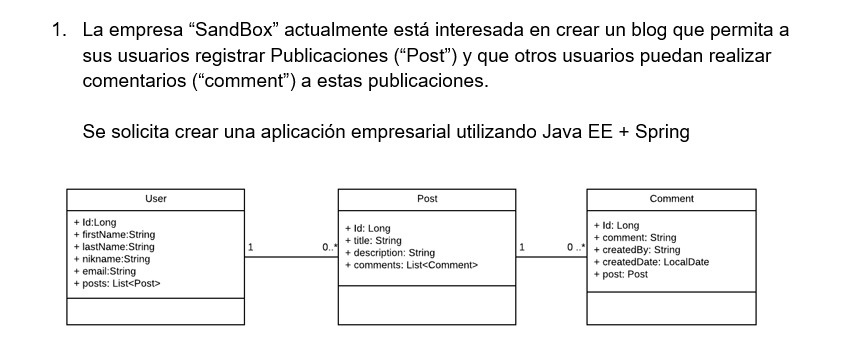 1. La empresa “SandBox” actualmente está interesada en crear un blog que permita a
sus usuarios registrar Publicaciones (“Post”) y que otros usuarios puedan realizar
comentarios (“comment”) a estas publicaciones.
Se solicita crear una aplicación empresarial utilizando Java EE + Spring
User
+ Id:Long
+ firstName:String
+ lastName:String
+ nikname:String
+ email:String
+ posts: List<Post>
1
0..*
Post
+ Id: Long
+ title: String
+ description: String
+ comments: List<Comment>
1
0 ..*
Comment
+ Id: Long
+ comment: String
+ createdBy: String
+ createdDate: LocalDate
+ post: Post